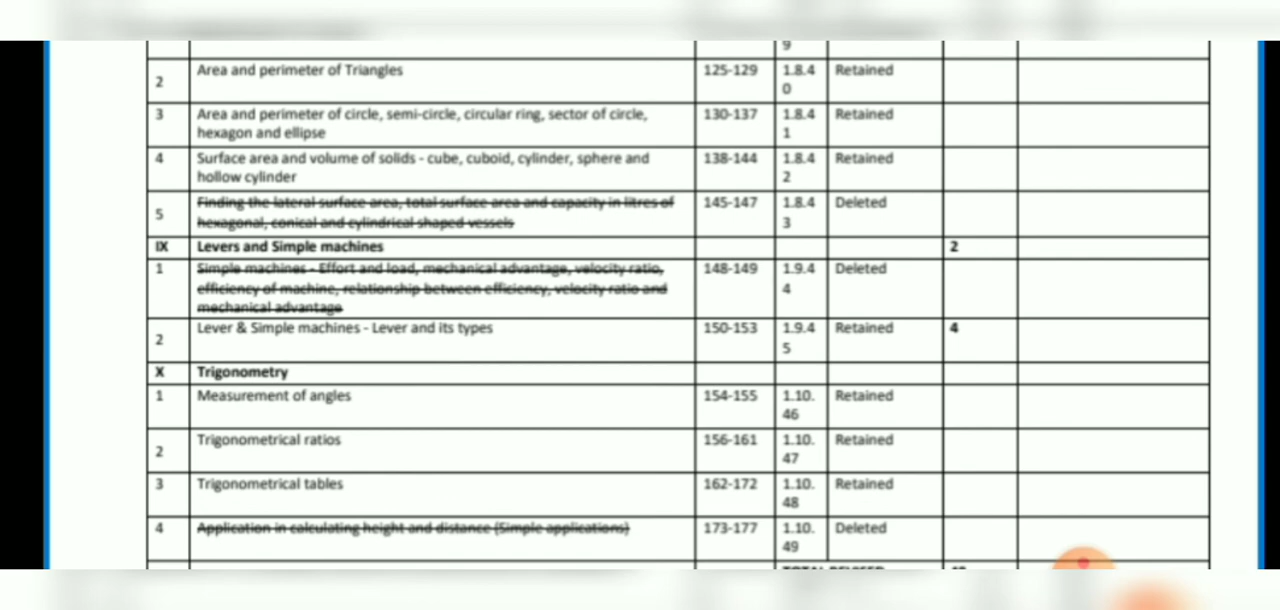 9
2 Area and perimeter of Triangles 125-129 1.8.4 Retained
0
3 Area and perimeter of circle, semi-circle, circular ring, sector of circle, 130-137 1.8.4 Retained
hexagon and ellipse 1
4 Surface area and volume of solids - cube, cuboid, cylinder, sphere and 138-144 1.8.4 Retained
hollow cylinder 2
5 Finding the lateral surface area, total surface area and capacity in litres of 145-147 1.8.4 Deleted
hexagonal, conical and cylindrical shaped vessels 3
IX Levers and Simple machines 2
1 Simple machines - Effort and load, mechanical advantage, velocity ratio, 148-149 1.9.4 Deleted
efficiency of machine, relationship between efficiency, velocity ratio and 4
mechanical advantage
2 Lever & Simple machines - Lever and its types 150-153 1.9.4 Retained 4
5
X Trigonometry
1 Measurement of angles 154-155 1.10. Retained
46
2 Trigonometrical ratios 156-161 1.10. Retained
47
3 Trigonometrical tables 162-172 1.10. Retained
48
4 Application in calculating height and distance (Simple applications) 173-177 1.10. Deleted
49